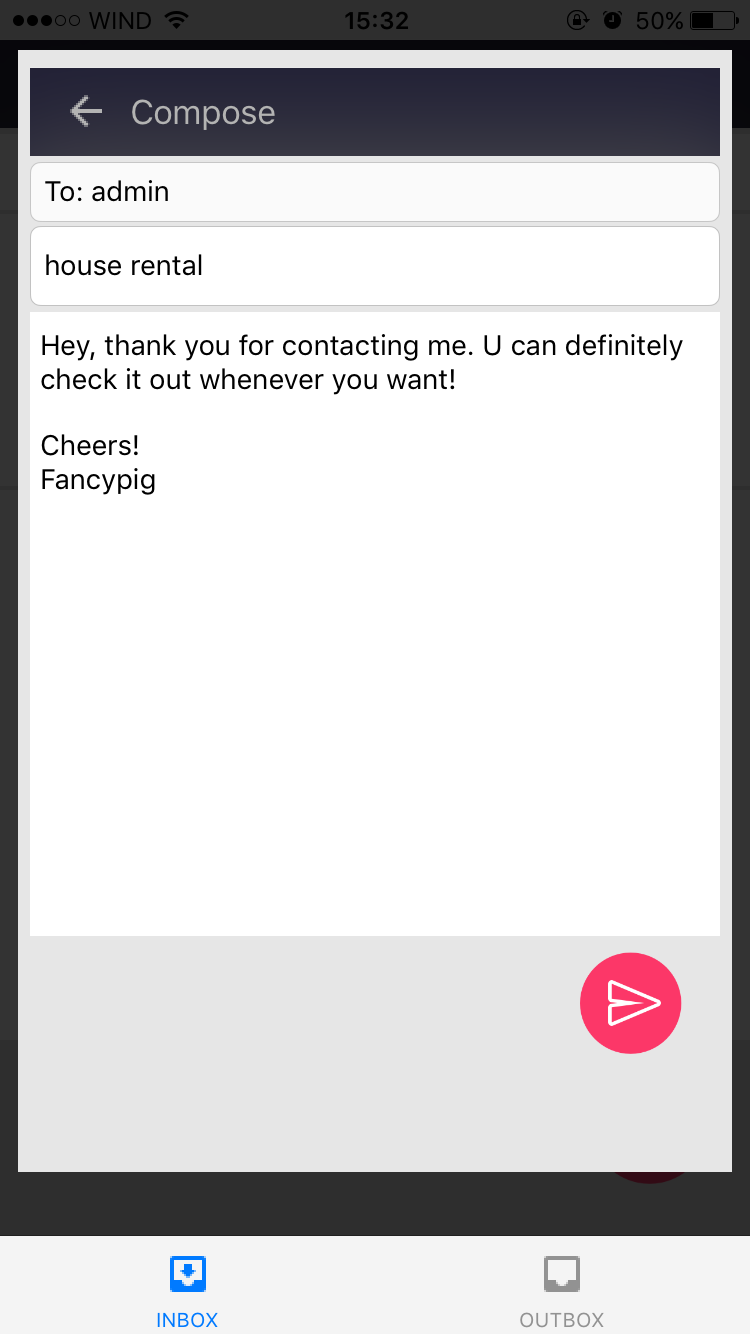 WIND 15:32 50%
Compose
To: admin
house rental
Hey, thank you for contacting me. U can definitely
check it out whenever you want!
Cheers!
Fancypig
INBOX OUTBOX